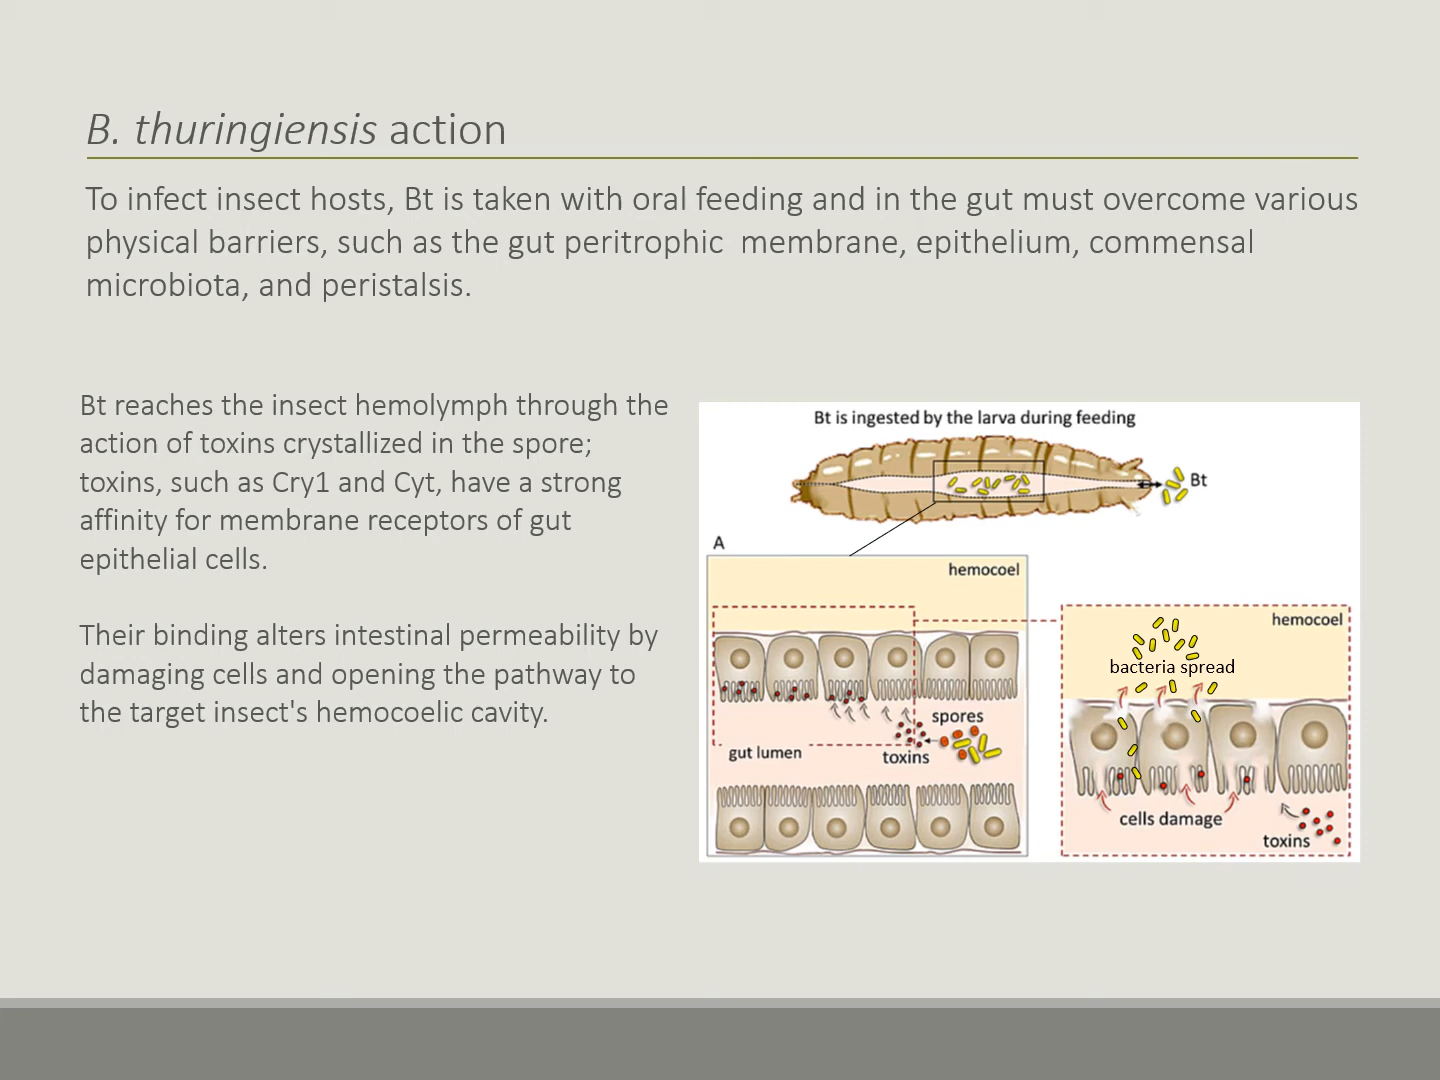 B. thuringiensis action
To infect insect hosts, Bt is taken with oral feeding and in the gut must overcome various
physical barriers, such as the gut peritrophic  membrane, epithelium, commensal
microbiota, and peristalsis.
Bt reaches the insect hemolymph through the
action of toxins crystallized in the spore;
toxins, such as Cry1 and Cyt, have a strong
affinity for membrane receptors of gut
epithelial cells.
Their binding alters intestinal permeability by
damaging cells and opening the pathway to
the target insect's hemocoelic cavity.
Bt is ingested by the larva during feeding
Bt
A
hemocoel
spores
gut lumen
toxins
hemocoel
bacteria spread
cells damage
toxins